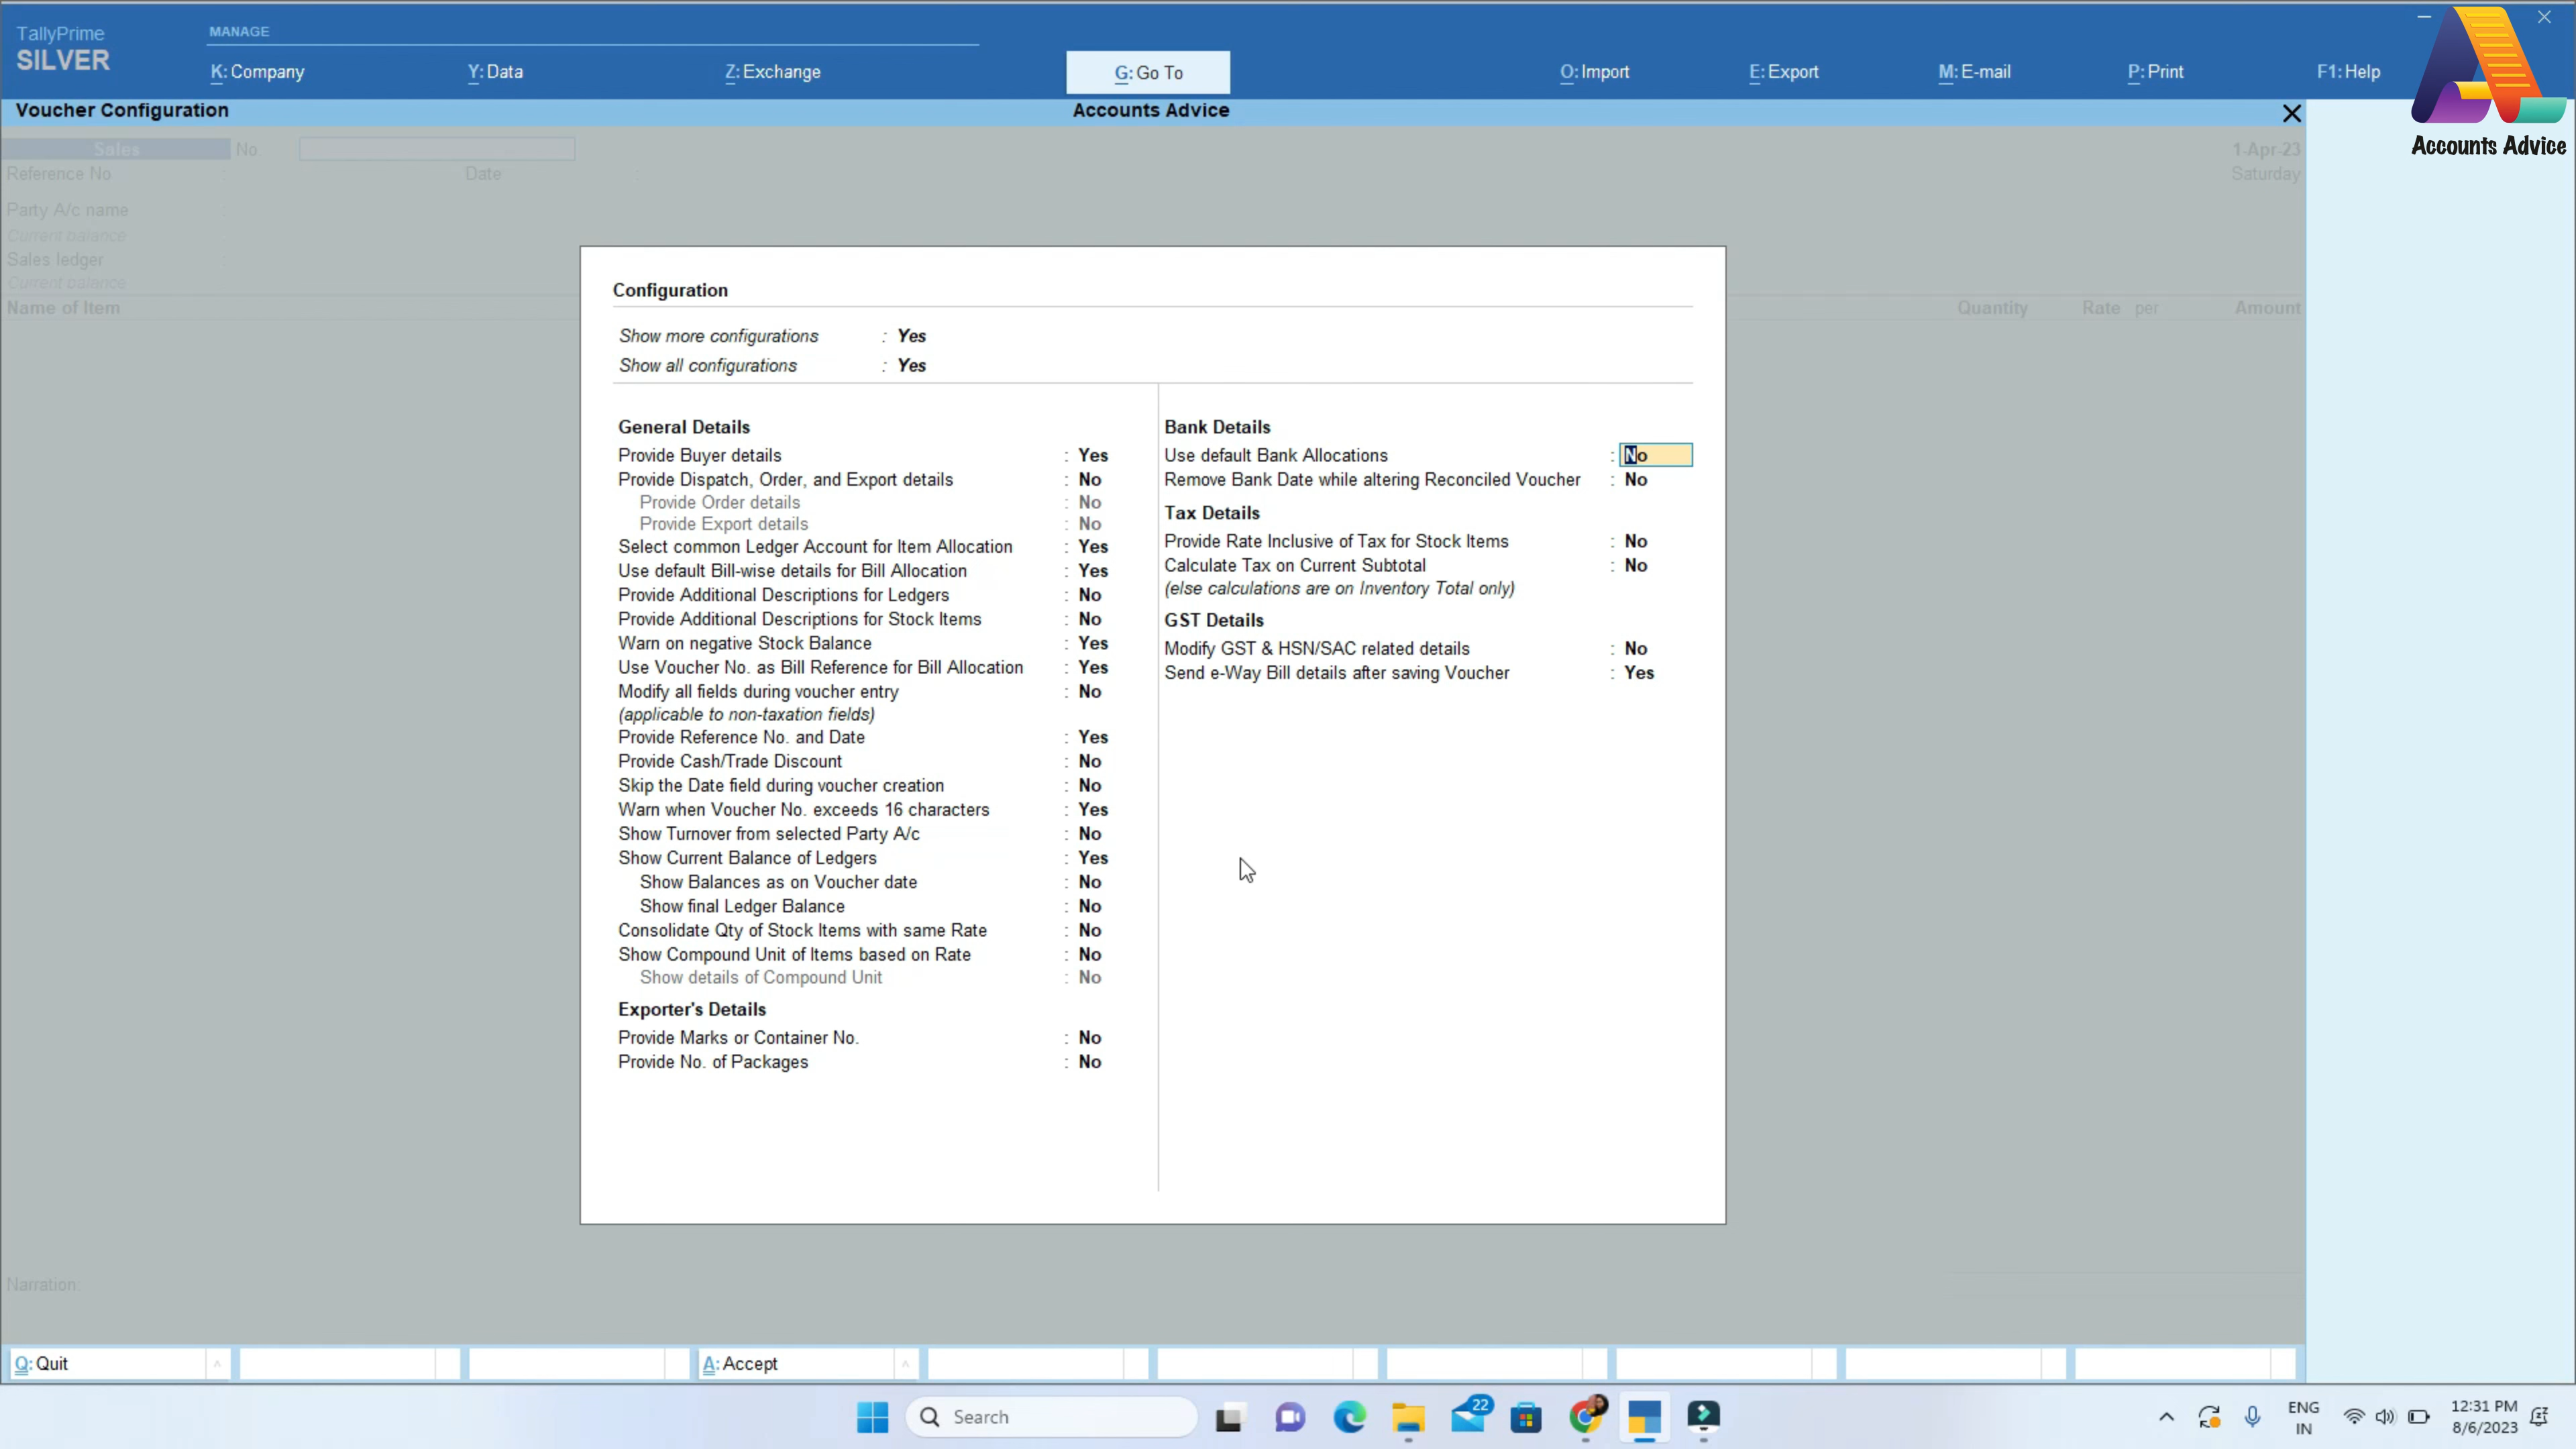 TallyPrime
SILVER
MANAGE
K: Company
Y: Data
Z: Exchange
G: Go To
O: Import
E: Export
M: E-mail
P: Print
F1: Help
Accounts Advice
Voucher Configuration
Accounts Advice
Sales No.
1-Apr-23
Reference No
Date
Saturday
Party A/c name
Current balance
Sales ledger
Current balance
Name of Item
Quantity Rate per Amount
Configuration
Show more configurations : Yes
Show all configurations : Yes
General Details
Provide Buyer details : Yes
Provide Dispatch, Order, and Export details : No
Provide Order details : No
Provide Export details : No
Select common Ledger Account for Item Allocation : Yes
Use default Bill-wise details for Bill Allocation : Yes
Provide Additional Descriptions for Ledgers : No
Provide Additional Descriptions for Stock Items : No
Warn on negative Stock Balance : Yes
Use Voucher No. as Bill Reference for Bill Allocation : Yes
Modify all fields during voucher entry : No
(applicable to non-taxation fields)
Provide Reference No. and Date : Yes
Provide Cash/Trade Discount : No
Skip the Date field during voucher creation : No
Warn when Voucher No. exceeds 16 characters : Yes
Show Turnover from selected Party A/c : No
Show Current Balance of Ledgers : Yes
Show Balances as on Voucher date : No
Show final Ledger Balance : No
Consolidate Qty of Stock Items with same Rate : No
Show Compound Unit of Items based on Rate : No
Show details of Compound Unit : No
Exporter's Details
Provide Marks or Container No. : No
Provide No. of Packages : No
Bank Details
Use default Bank Allocations : No
Remove Bank Date while altering Reconciled Voucher : No
Tax Details
Provide Rate Inclusive of Tax for Stock Items : No
Calculate Tax on Current Subtotal : No
(else calculations are on Inventory Total only)
GST Details
Modify GST & HSN/SAC related details : No
Send e-Way Bill details after saving Voucher : Yes
Narration:
Q: Quit
A: Accept
Search
22
ENG
IN
12:31 PM
8/6/2023